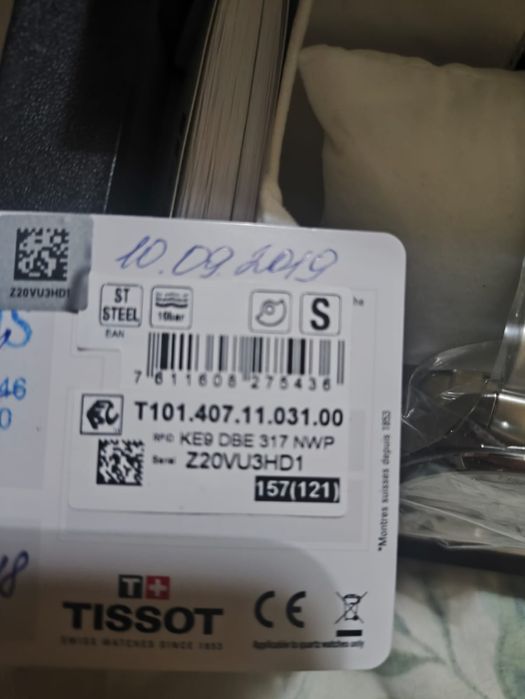 10.09.2019
Z20VU3HD1
ST
STEEL
10bar
S
EAN
7 611608 275436
46
0
T101.407.11.031.00
RFID KE9 DBE 317 NWP
Serial Z20VU3HD1
157(121)
*Montres suisses depuis 1853
T+
TISSOT
SWISS WATCHES SINCE 1853
CE
Applicable to quartz watches only